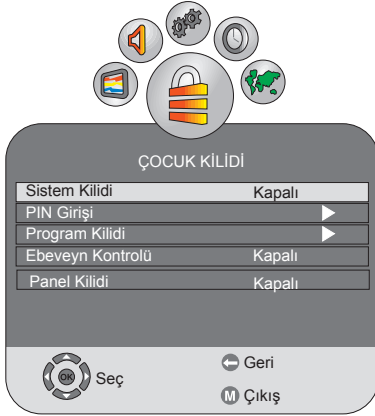 ÇOCUK KİLİDİ
Sistem Kilidi Kapalı
PIN Girişi
Program Kilidi
Ebeveyn Kontrolü Kapalı
Panel Kilidi Kapalı
OK Seç
Geri
M Çıkış